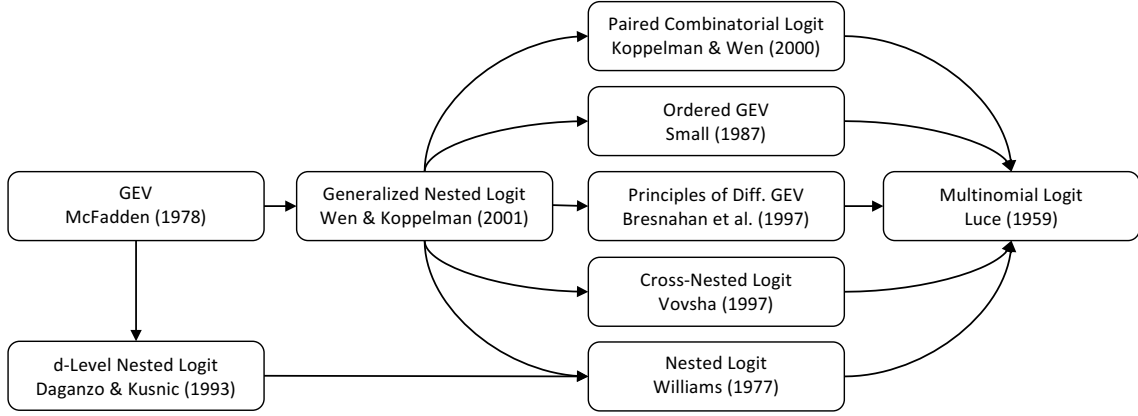 Paired Combinatorial Logit
Koppelman & Wen (2000)
Ordered GEV
Small (1987)
GEV
McFadden (1978)
Generalized Nested Logit
Wen & Koppelman (2001)
Principles of Diff. GEV
Bresnahan et al. (1997)
Multinomial Logit
Luce (1959)
Cross-Nested Logit
Vovsha (1997)
d-Level Nested Logit
Daganzo & Kusnic (1993)
Nested Logit
Williams (1977)